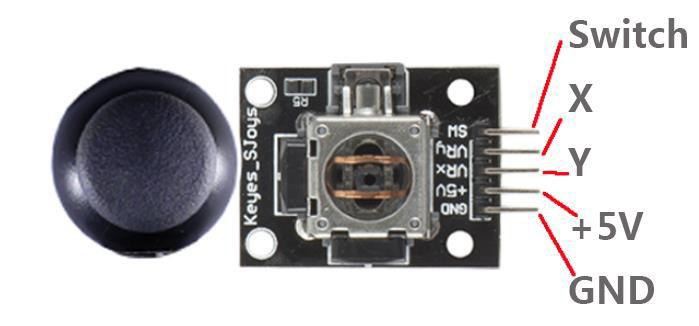 Switch
X
Y
+5V
GND
R5
Keyes_SJoys
SW
VRy
VRx
+5V
GND